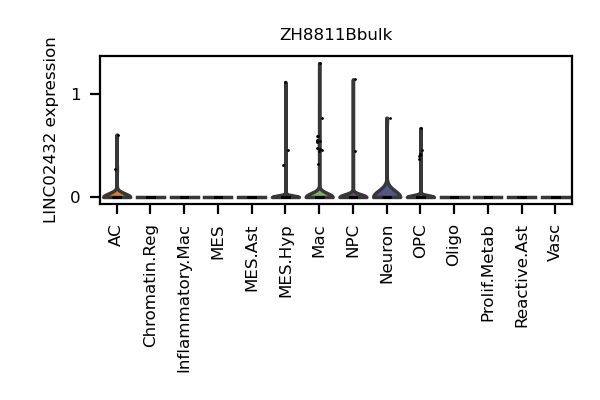 ZH8811Bbulk
LINC02432 expression
1
0
AC
Chromatin.Reg
Inflammatory.Mac
MES
MES.Ast
MES.Hyp
Mac
NPC
Neuron
OPC
Oligo
Prolif.Metab
Reactive.Ast
Vasc